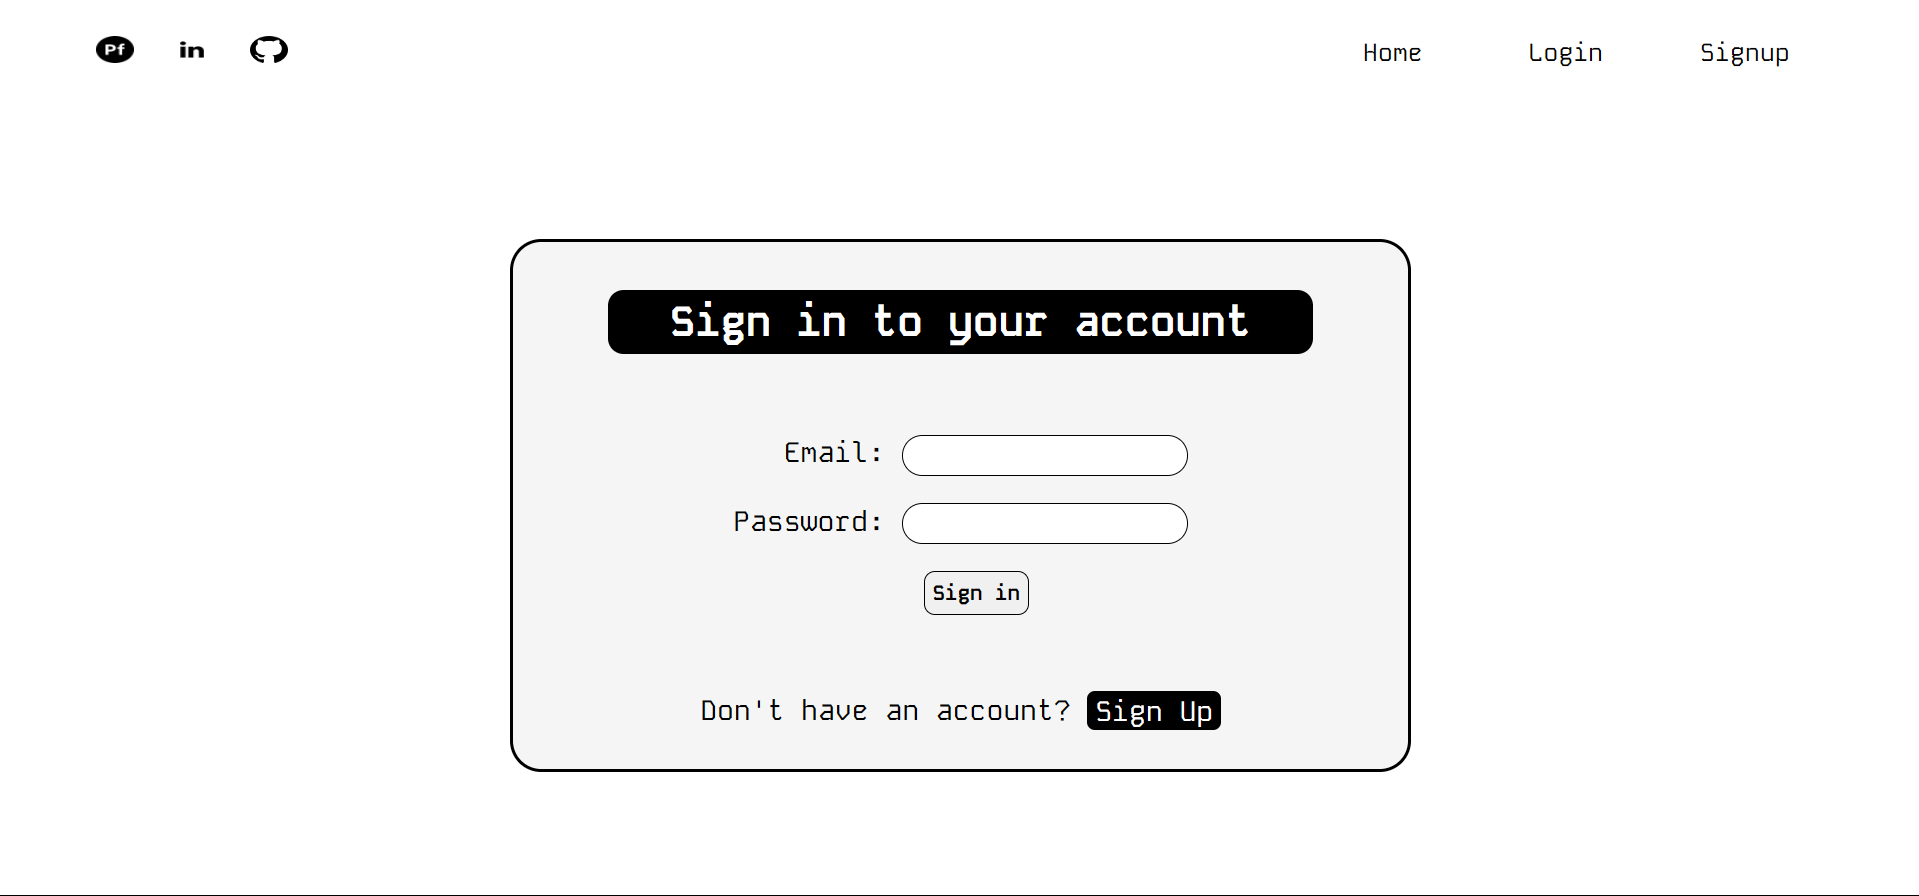 Pf in Home Login Signup
Sign in to your account
Email:
Password:
Sign in
Don't have an account? Sign Up